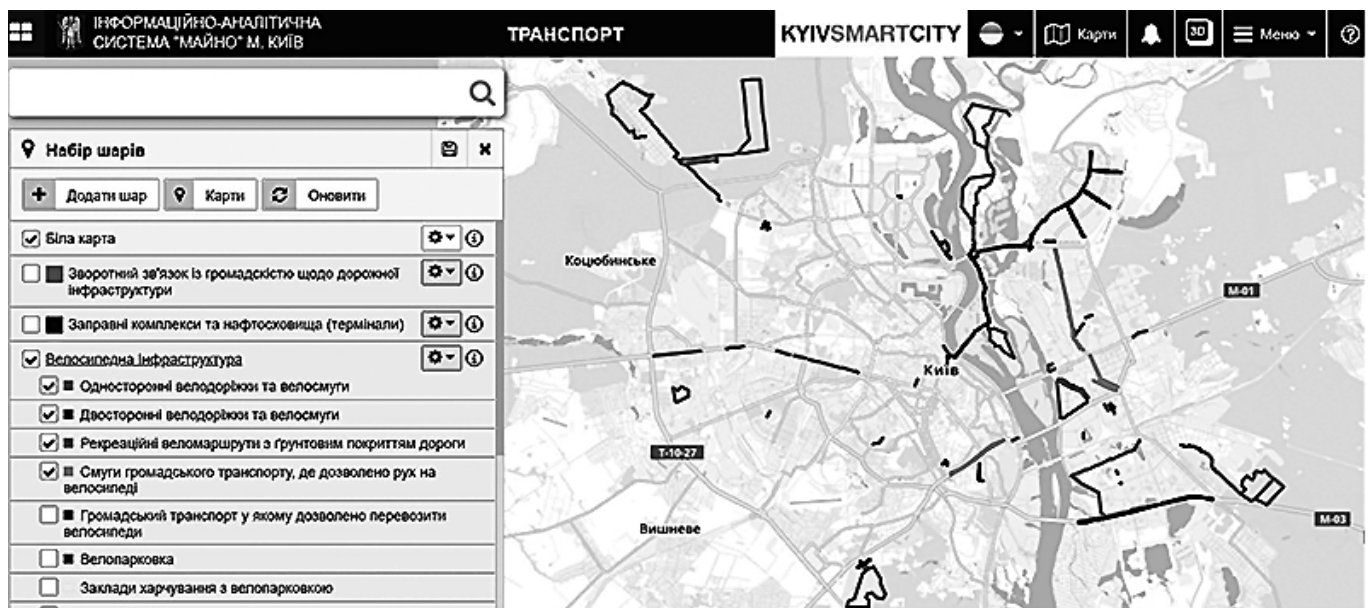 ІНФОРМАЦІЙНО-АНАЛІТИЧНА
СИСТЕМА "МАЙНО" М. КИЇВ
ТРАНСПОРТ
KYIVSMARTCITY
Карти
3D
Меню
Набір шарів
Додати шар
Карти
Оновити
Біла карта
Зворотний зв'язок із громадскістю щодо дорожної
інфраструктури
Заправні комплекси та нафтосховища (термінали)
Велосипедна інфраструктура
Односторонні велодоріжки та велосмуги
Двосторонні велодоріжки та велосмуги
Рекреаційні веломаршрути з ґрунтовим покриттям дороги
Смуги громадського транспорту, де дозволено рух на
велосипеді
Громадський транспорт у якому дозволено перевозити
велосипеди
Велопарковка
Заклади харчування з велопарковкою
Коцюбинське
М-01
Київ
Т-10-27
Вишневе
М-03